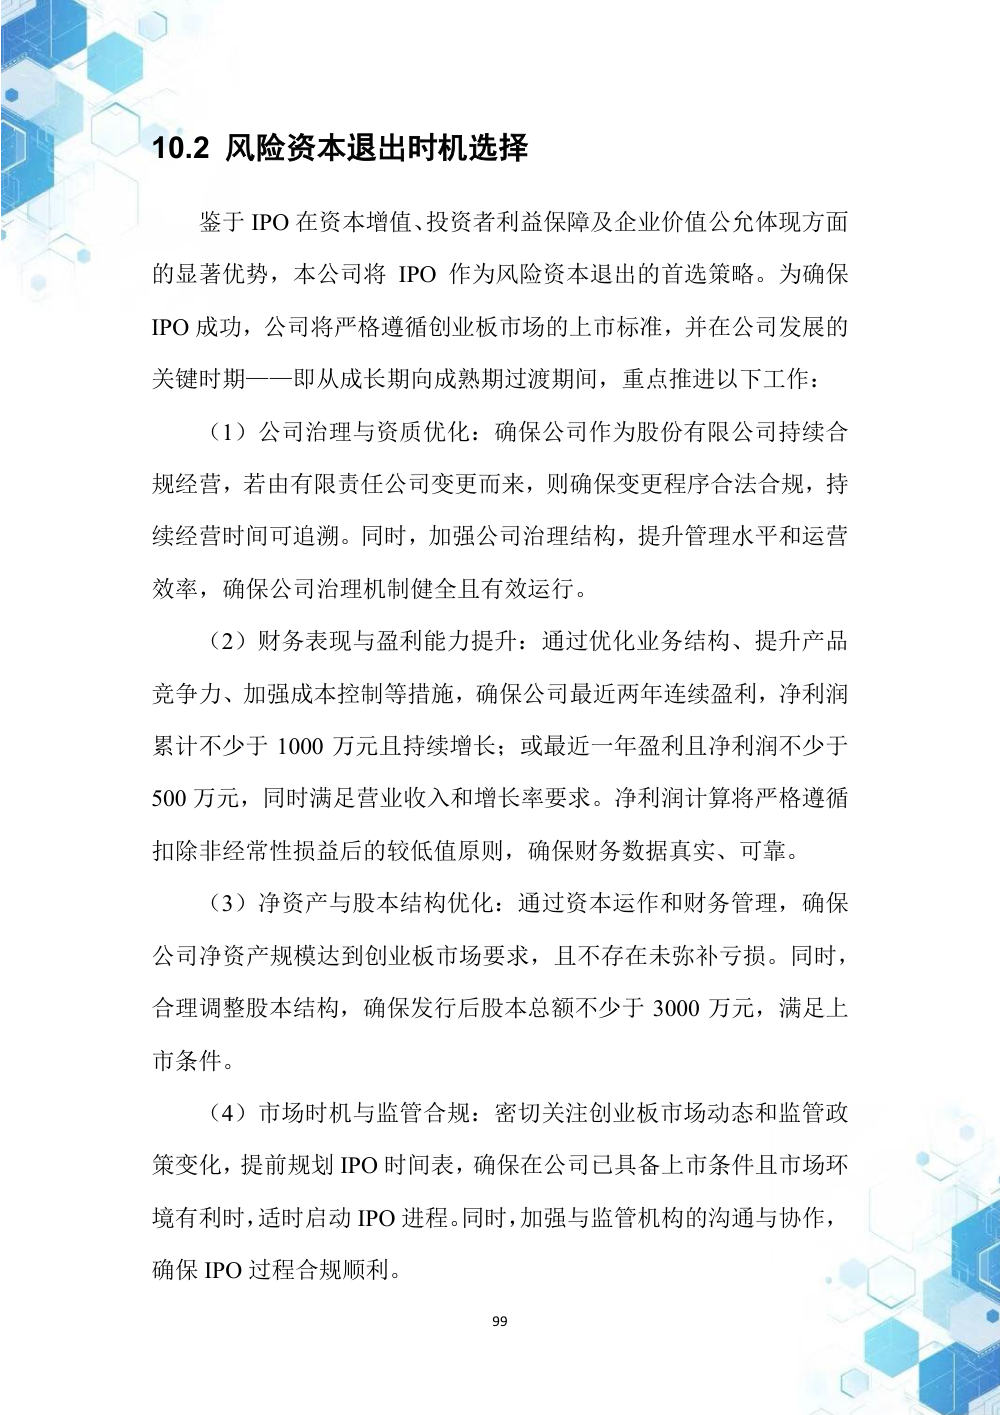 10.2 风险资本退出时机选择
鉴于 IPO 在资本增值、投资者利益保障及企业价值公允体现方面
的显著优势，本公司将 IPO 作为风险资本退出的首选策略。为确保
IPO 成功，公司将严格遵循创业板市场的上市标准，并在公司发展的
关键时期——即从成长期向成熟期过渡期间，重点推进以下工作：
（1）公司治理与资质优化：确保公司作为股份有限公司持续合
规经营，若由有限责任公司变更而来，则确保变更程序合法合规，持
续经营时间可追溯。同时，加强公司治理结构，提升管理水平和运营
效率，确保公司治理机制健全且有效运行。
（2）财务表现与盈利能力提升：通过优化业务结构、提升产品
竞争力、加强成本控制等措施，确保公司最近两年连续盈利，净利润
累计不少于 1000 万元且持续增长；或最近一年盈利且净利润不少于
500 万元，同时满足营业收入和增长率要求。净利润计算将严格遵循
扣除非经常性损益后的较低值原则，确保财务数据真实、可靠。
（3）净资产与股本结构优化：通过资本运作和财务管理，确保
公司净资产规模达到创业板市场要求，且不存在未弥补亏损。同时，
合理调整股本结构，确保发行后股本总额不少于 3000 万元，满足上
市条件。
（4）市场时机与监管合规：密切关注创业板市场动态和监管政
策变化，提前规划 IPO 时间表，确保在公司已具备上市条件且市场环
境有利时，适时启动 IPO 进程。同时，加强与监管机构的沟通与协作，
确保 IPO 过程合规顺利。
99